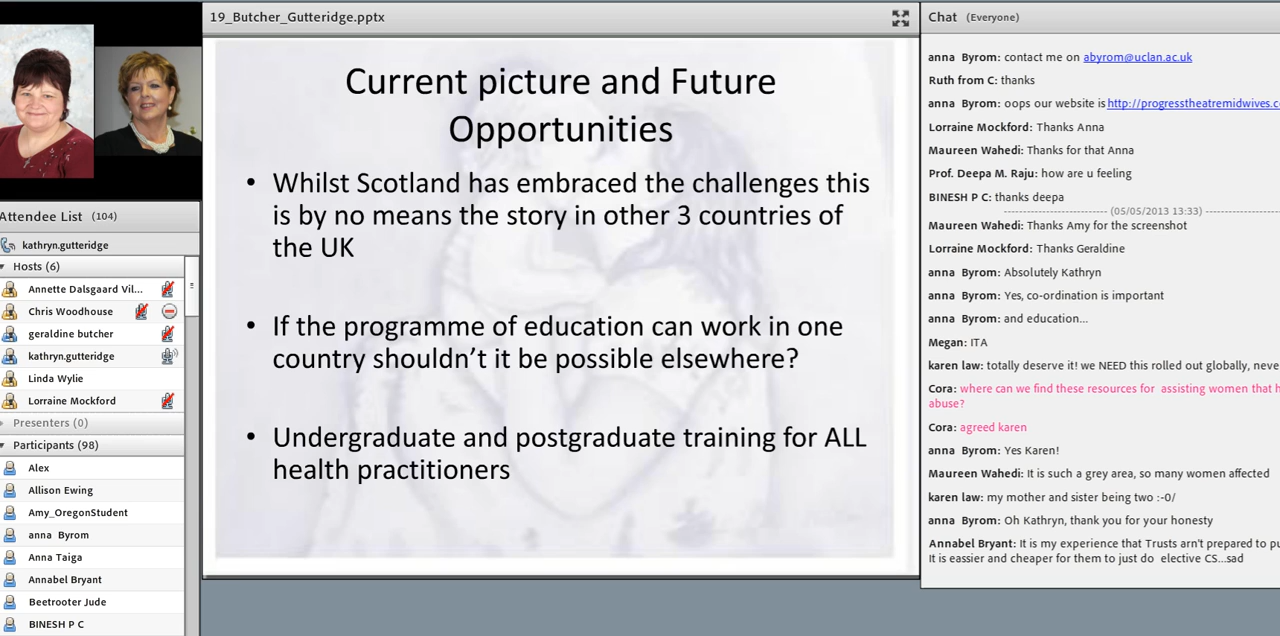 19_Butcher_Gutteridge.pptx
Current picture and Future
Opportunities
• Whilst Scotland has embraced the challenges this
is by no means the story in other 3 countries of
the UK
• If the programme of education can work in one
country shouldn't it be possible elsewhere?
• Undergraduate and postgraduate training for ALL
health practitioners
Attendee List (104)
kathryn.gutteridge
Hosts (6)
Annette Dalsgaard Vil...
Chris Woodhouse
geraldine butcher
kathryn.gutteridge
Linda Wylie
Lorraine Mockford
Presenters (0)
Participants (98)
Alex
Allison Ewing
Amy_OregonStudent
anna Byrom
Anna Taiga
Annabel Bryant
Beetrooter Jude
BINESH P C
Chat (Everyone)
anna Byrom: contact me on abyrom@uclan.ac.uk
Ruth from C: thanks
anna Byrom: oops our website is http://progresstheatremidwives.c
Lorraine Mockford: Thanks Anna
Maureen Wahedi: Thanks for that Anna
Prof. Deepa M. Raju: how are u feeling
BINESH P C: thanks deepa
(05/05/2013 13:33)
Maureen Wahedi: Thanks Amy for the screenshot
Lorraine Mockford: Thanks Geraldine
anna Byrom: Absolutely Kathryn
anna Byrom: Yes, co-ordination is important
anna Byrom: and education...
Megan: ITA
karen law: totally deserve it! we NEED this rolled out globally, neve
Cora: where can we find these resources for assisting women that h
abuse?
Cora: agreed karen
anna Byrom: Yes Karen!
Maureen Wahedi: It is such a grey area, so many women affected
karen law: my mother and sister being two :-0/
anna Byrom: Oh Kathryn, thank you for your honesty
Annabel Bryant: It is my experience that Trusts arn't prepared to pu
It is eassier and cheaper for them to just do elective CS...sad